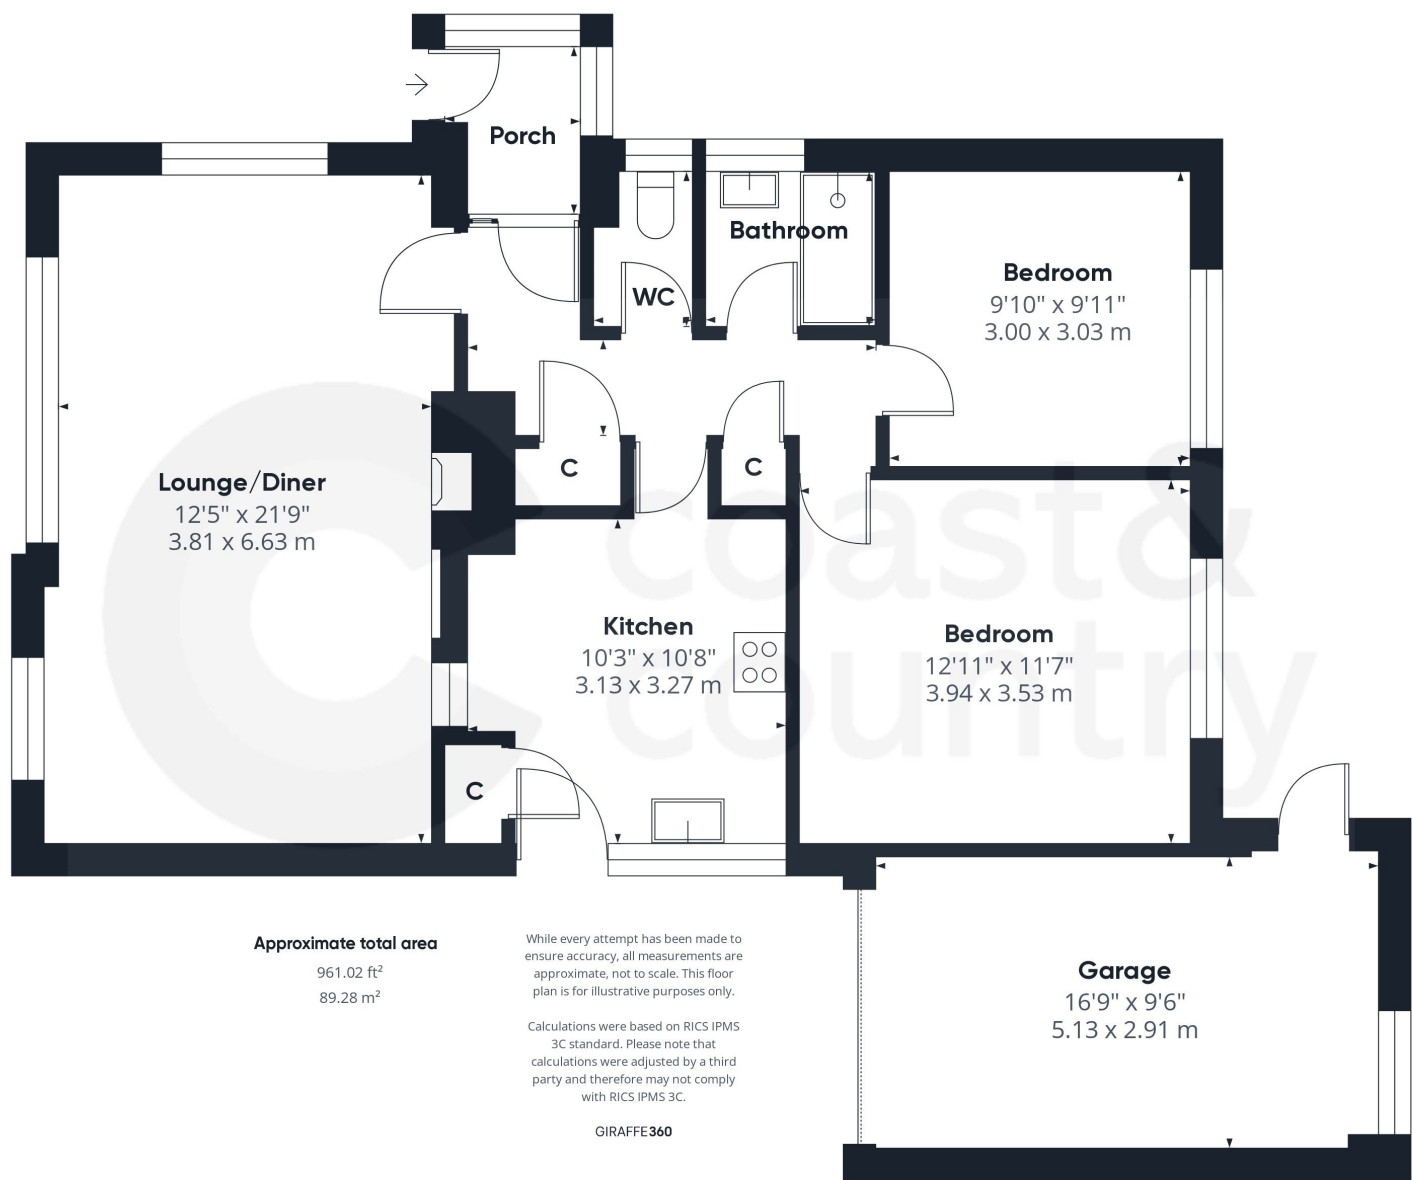 Porch
WC
Bathroom
Bedroom
9'10" x 9'11"
3.00 x 3.03 m
Lounge/Diner
12'5" x 21'9"
3.81 x 6.63 m
C
C
coast&
country
Kitchen
10'3" x 10'8"
3.13 x 3.27 m
Bedroom
12'11" x 11'7"
3.94 x 3.53 m
C
Approximate total area
961.02 ft²
89.28 m²
While every attempt has been made to
ensure accuracy, all measurements are
approximate, not to scale. This floor
plan is for illustrative purposes only.
Calculations were based on RICS IPMS
3C standard. Please note that
calculations were adjusted by a third
party and therefore may not comply
with RICS IPMS 3C.
GIRAFFE360
Garage
16'9" x 9'6"
5.13 x 2.91 m